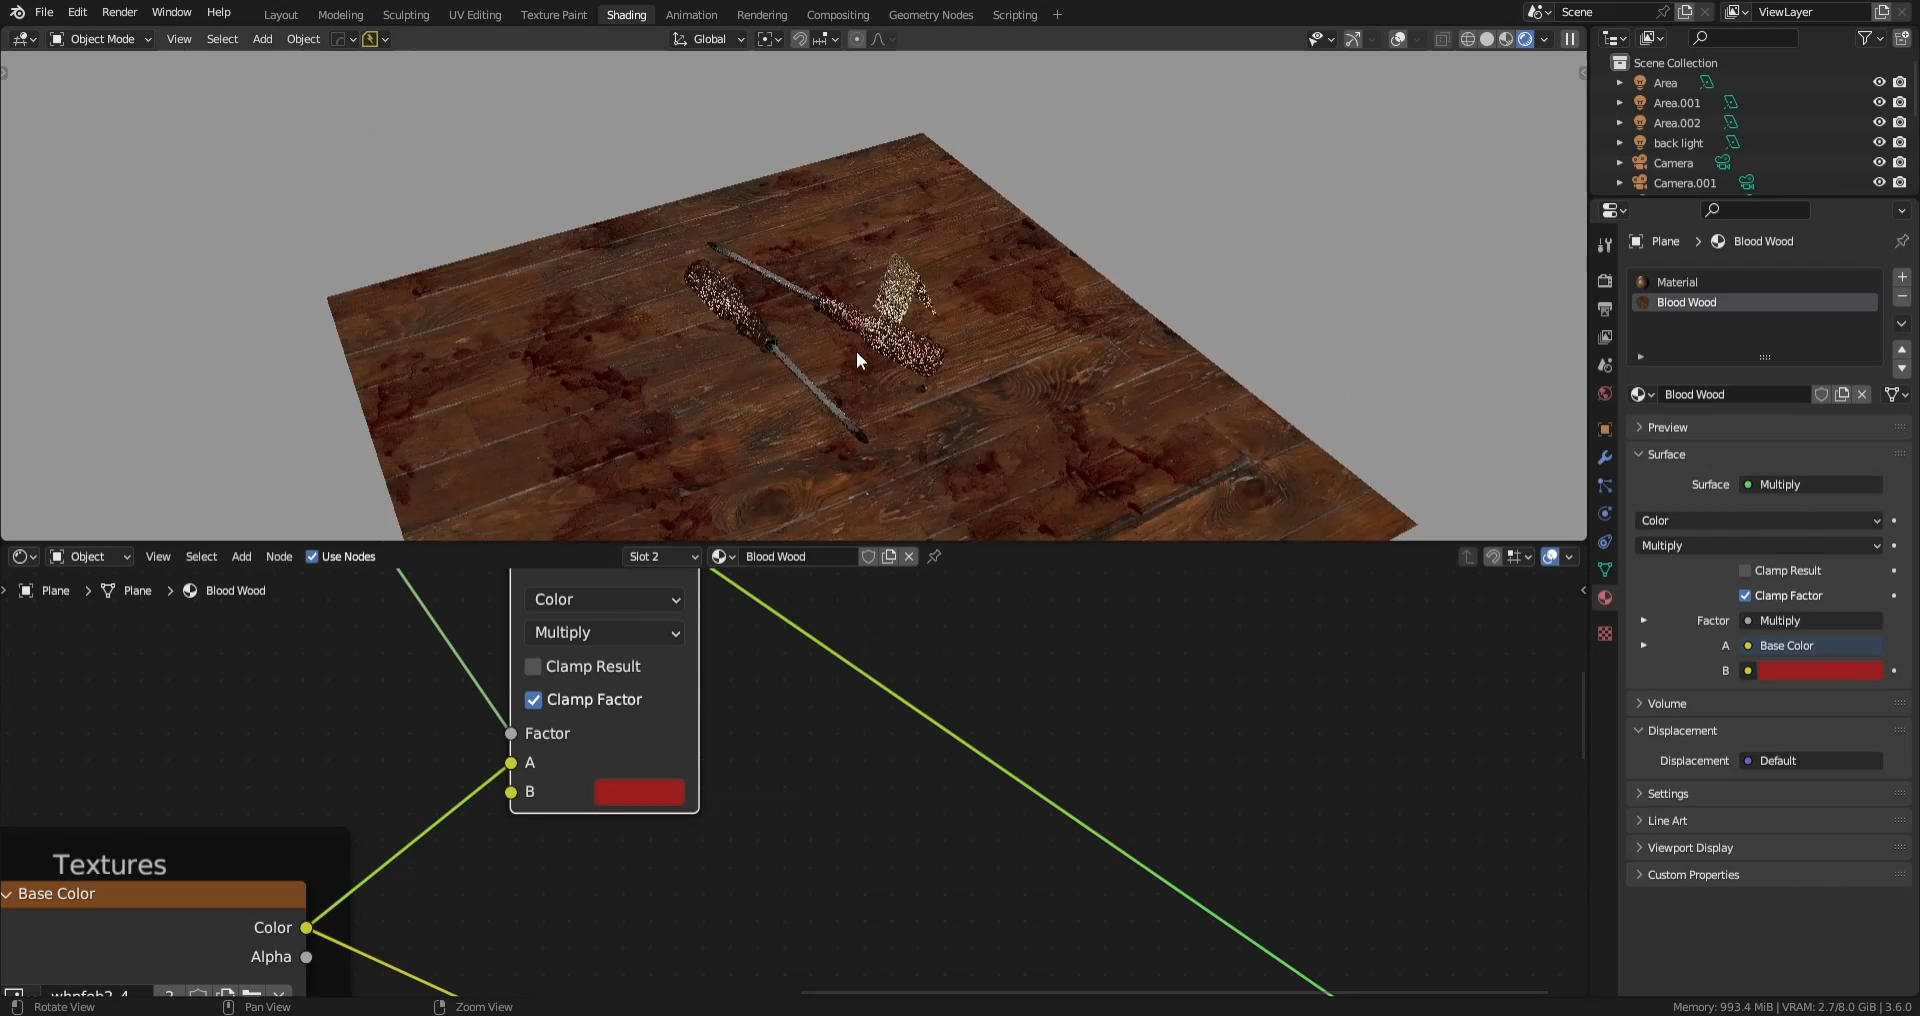 File Edit Render Window Help Layout Modeling Sculpting UV Editing Texture Paint Shading Animation Rendering Compositing Geometry Nodes Scripting + Scene ViewLayer
Object Mode View Select Add Object Global
Scene Collection
Area
Area.001
Area.002
back light
Camera
Camera.001
Plane > Blood Wood
Material
Blood Wood
Blood Wood
Preview
Surface
Surface Multiply
Color
Multiply
Clamp Result
Clamp Factor
Factor Multiply
A Base Color
B
Volume
Displacement
Displacement Default
Settings
Line Art
Viewport Display
Custom Properties
Object View Select Add Node Use Nodes Slot 2 Blood Wood
Plane > Plane > Blood Wood
Color
Multiply
Clamp Result
Clamp Factor
Factor
A
B
Textures
Base Color
Color
Alpha
Rotate View Pan View Zoom View Memory: 993.4 MiB | VRAM: 2.7/8.0 GiB | 3.6.0